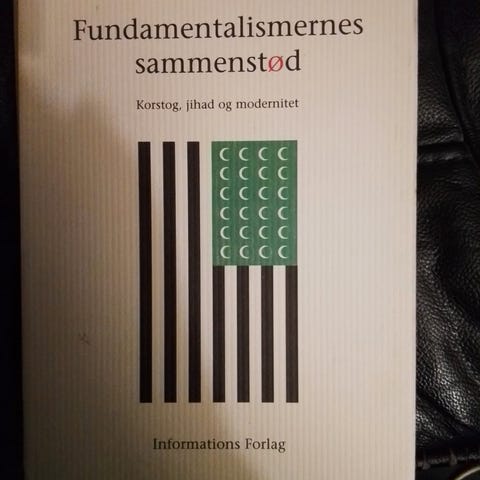 Fundamentalismernes
sammenstød
Korstog, jihad og modernitet
Informations Forlag